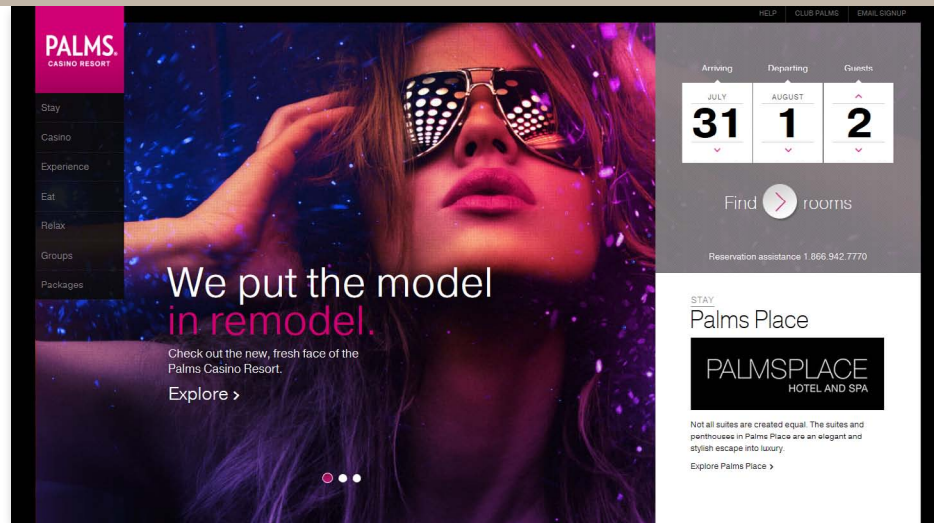 HELP CLUB PALMS EMAIL SIGNUP
PALMS.
CASINO RESORT
Stay
Casino
Experience
Eat
Relax
Groups
Packages
We put the model
in remodel.
Check out the new, fresh face of the
Palms Casino Resort.
Explore >
Arriving Departing Guests
JULY AUGUST
31 1 2
Find > rooms
Reservation assistance 1.866.942.7770
STAY
Palms Place
PALMSPLACE
HOTEL AND SPA
Not all suites are created equal. The suites and
penthouses in Palms Place are an elegant and
stylish escape into luxury.
Explore Palms Place >